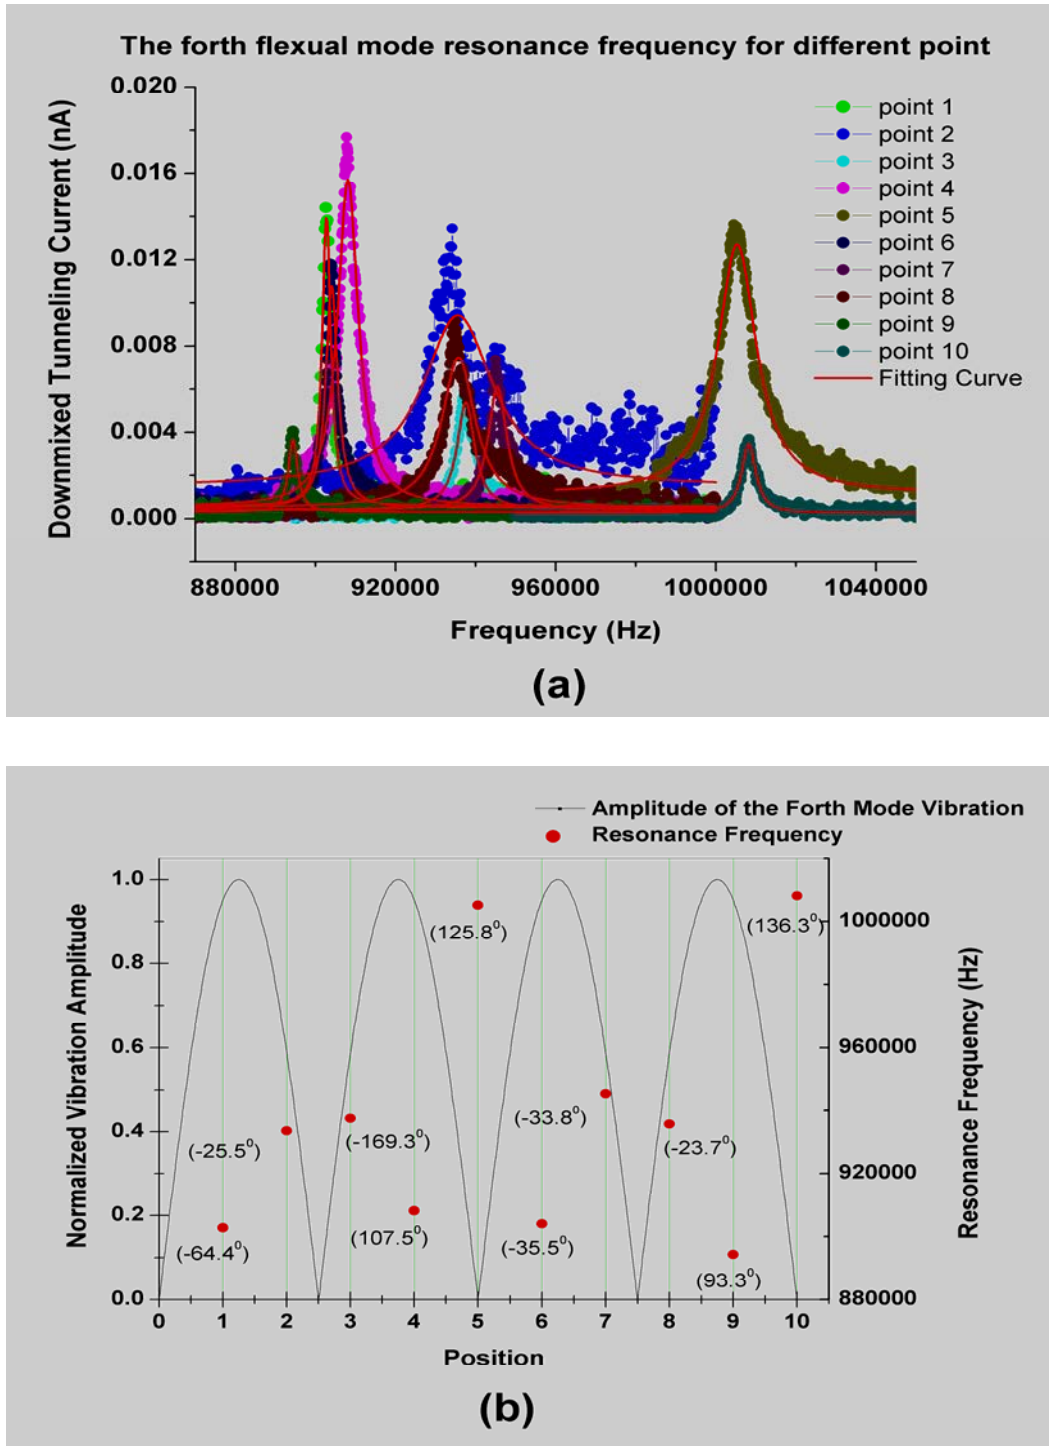 The forth flexual mode resonance frequency for different point
Downmixed Tunneling Current (nA)
0.020
0.016
0.012
0.008
0.004
0.000
point 1
point 2
point 3
point 4
point 5
point 6
point 7
point 8
point 9
point 10
Fitting Curve
880000 920000 960000 1000000 1040000
Frequency (Hz)
(a)
Amplitude of the Forth Mode Vibration
Resonance Frequency
Normalized Vibration Amplitude
1.0
0.8
0.6
0.4
0.2
0.0
(125.8⁰)
(136.3⁰)
(-33.8⁰)
(-25.5⁰)
(-169.3⁰)
(-23.7⁰)
(-64.4⁰)
(107.5⁰)
(-35.5⁰)
(93.3⁰)
1000000
960000
920000
880000
Resonance Frequency (Hz)
0 1 2 3 4 5 6 7 8 9 10
Position
(b)